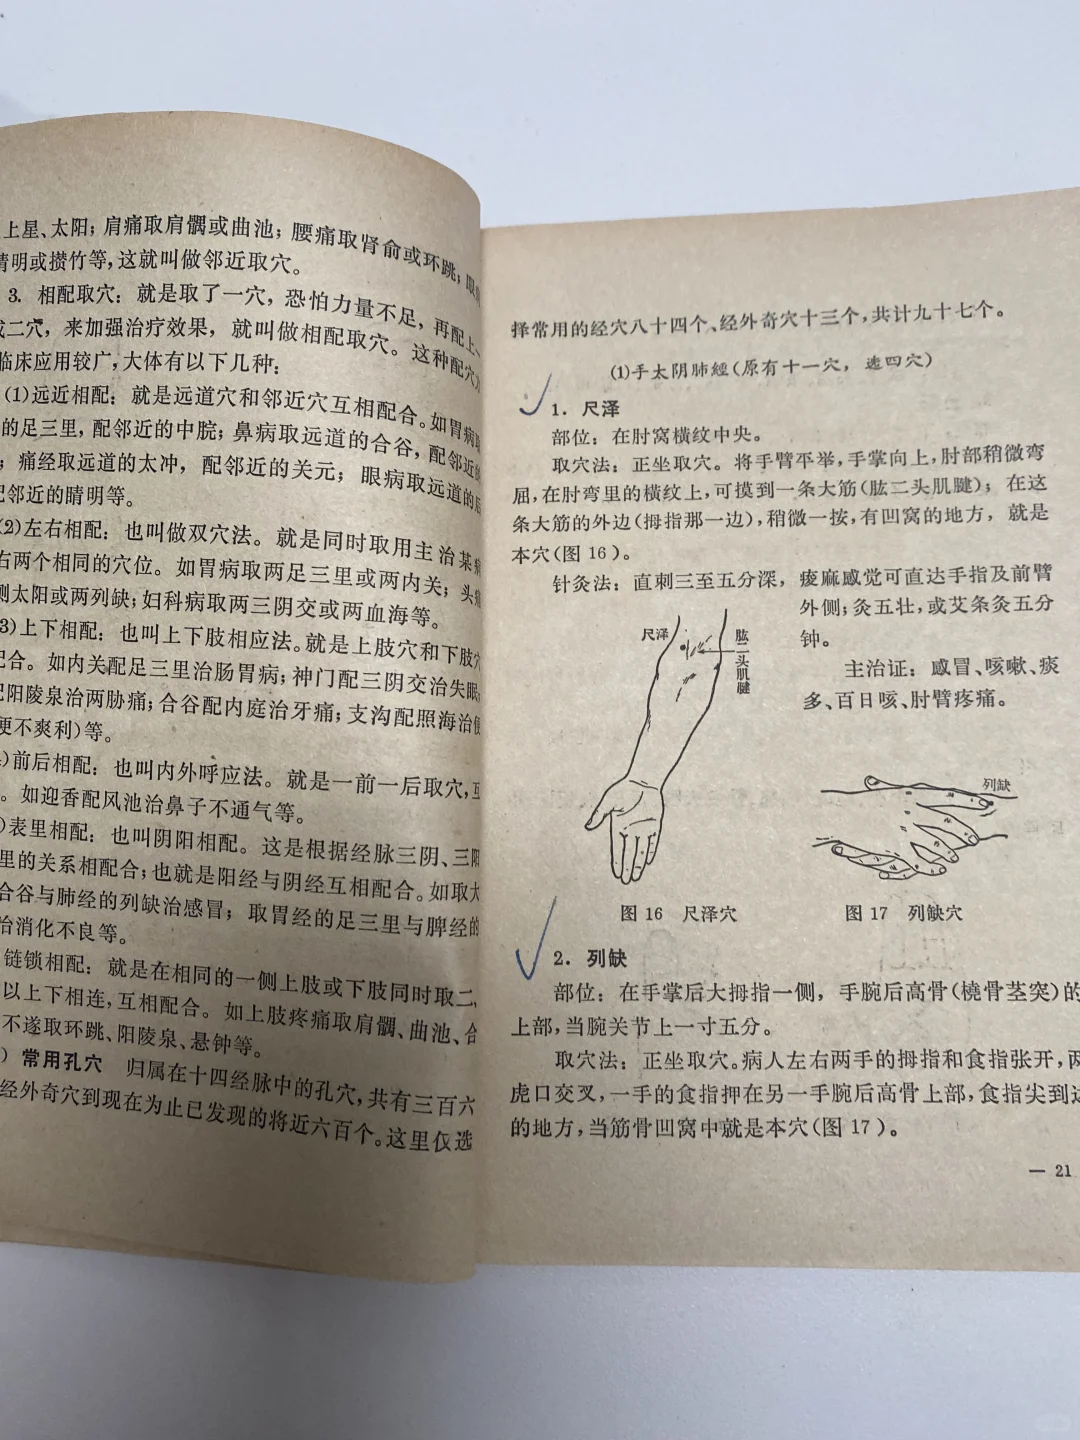 上星、太阳；肩痛取肩髃或曲池；腰痛取肾俞或环跳；眼
睛明或攒竹等，这就叫做邻近取穴。
3. 相配取穴：就是取了一穴，恐怕力量不足，再配上一
或二穴，来加强治疗效果，就叫做相配取穴。这种配穴
临床应用较广，大体有以下几种：
(1)远近相配：就是远道穴和邻近穴互相配合。如胃病取
的足三里，配邻近的中脘；鼻病取远道的合谷，配邻近的
；痛经取远道的太冲，配邻近的关元；眼病取远道的后
配邻近的睛明等。
(2)左右相配：也叫做双穴法。就是同时取用主治某病
右两个相同的穴位。如胃病取两足三里或两内关；头痛
侧太阳或两列缺；妇科病取两三阴交或两血海等。
3)上下相配：也叫上下肢相应法。就是上肢穴和下肢穴
配合。如内关配足三里治肠胃病；神门配三阴交治失眠；
配阳陵泉治两胁痛；合谷配内庭治牙痛；支沟配照海治便
便不爽利)等。
)前后相配：也叫内外呼应法。就是一前一后取穴，互
。如迎香配风池治鼻子不通气等。
)表里相配：也叫阴阳相配。这是根据经脉三阴、三阳
里的关系相配合；也就是阳经与阴经互相配合。如取大
合谷与肺经的列缺治感冒；取胃经的足三里与脾经的
治消化不良等。
链锁相配：就是在相同的一侧上肢或下肢同时取二、
以上下相连，互相配合。如上肢疼痛取肩髃、曲池、合
不遂取环跳、阳陵泉、悬钟等。
) 常用孔穴 归属在十四经脉中的孔穴，共有三百六
经外奇穴到现在为止已发现的将近六百个。这里仅选
择常用的经穴八十四个、经外奇穴十三个，共计九十七个。
(1)手太阴肺經(原有十一穴，选四穴)
1. 尺泽
部位：在肘窝横纹中央。
取穴法：正坐取穴。将手臂平举，手掌向上，肘部稍微弯
屈，在肘弯里的横纹上，可摸到一条大筋(肱二头肌腱)；在这
条大筋的外边(拇指那一边)，稍微一按，有凹窝的地方，就是
本穴(图 16)。
针灸法：直刺三至五分深，痠麻感觉可直达手指及前臂
外侧；灸五壮，或艾条灸五分
钟。
主治证：感冒、咳嗽、痰
多、百日咳、肘臂疼痛。
尺泽
肱二头肌腱
列缺
图 16 尺泽穴
图 17 列缺穴
2. 列缺
部位：在手掌后大拇指一侧，手腕后高骨(橈骨茎突)的
上部，当腕关节上一寸五分。
取穴法：正坐取穴。病人左右两手的拇指和食指张开，两
虎口交叉，一手的食指押在另一手腕后高骨上部，食指尖到达
的地方，当筋骨凹窝中就是本穴(图 17)。
— 21